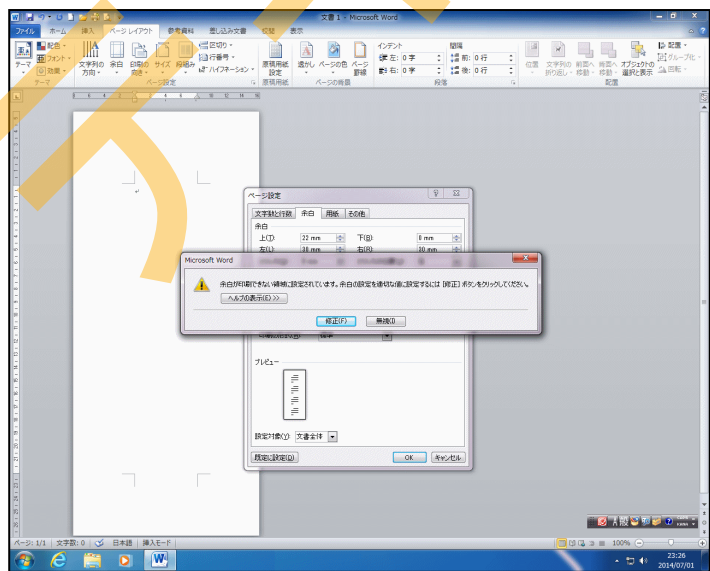 文書 1 - Microsoft Word
ファイル ホーム 挿入 ページ レイアウト 参考資料 差し込み文書 校閲 表示
配色 区切り インデント 間隔 配置
フォント 行番号 左: 0 字 前: 0 行 グループ化
効果 ハイフネーション 右: 0 字 後: 0 行 回転
テーマ 文字列の方向 余白 印刷の向き サイズ 段組み 原稿用紙設定 透かし ページの色 ページ罫線 位置 文字列の折り返し 前面へ移動 背面へ移動 オブジェクトの選択と表示
テーマ ページ設定 原稿用紙 ページの背景 段落 配置
ページ設定
文字数と行数 余白 用紙 その他
余白
上(T): 22 mm 下(B): 0 mm
左(L): 30 mm 右(R): 30 mm
Microsoft Word
余白が印刷できない領域に設定されています。余白の設定を適切な値に設定するには [修正] ボタンをクリックしてください。
ヘルプの表示(E) >>
修正(F) 無視(I)
標準
プレビュー
設定対象(Y) 文書全体
既定に設定(D) OK キャンセル
A 般
ページ: 1/1 文字数: 0 日本語 挿入モード 100%
23:26
2014/07/01